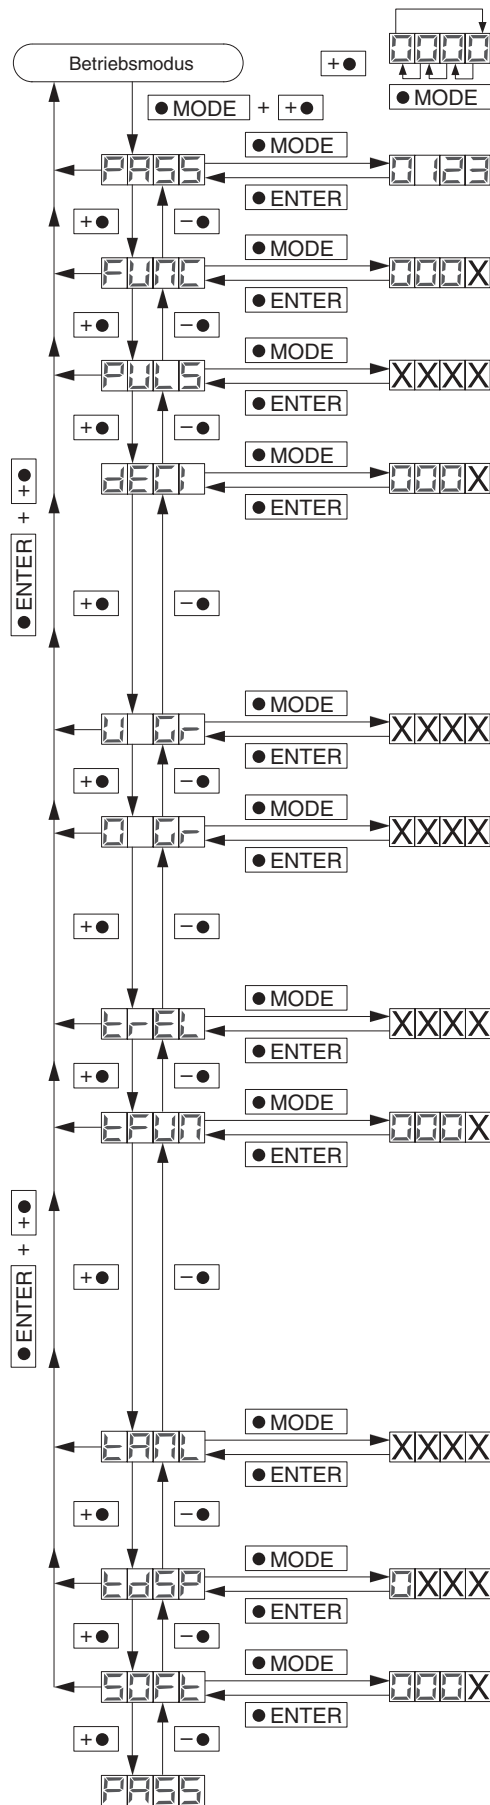 Betriebsmodus
+● 0000
● MODE
● MODE + +●
PASS ● MODE 0123
● ENTER
+● −●
FUNC ● MODE 000X
● ENTER
+● −●
PULS ● MODE XXXX
● ENTER
+● −●
dECI ● MODE 000X
● ENTER
● ENTER + +●
+● −●
U Gr ● MODE XXXX
● ENTER
+● −●
O Gr ● MODE XXXX
● ENTER
+● −●
trEL ● MODE XXXX
● ENTER
+● −●
tFUN ● MODE 000X
● ENTER
● ENTER + +●
+● −●
tANL ● MODE XXXX
● ENTER
+● −●
tdSP ● MODE 0XXX
● ENTER
+● −●
SOFt ● MODE 000X
● ENTER
+● −●
PASS